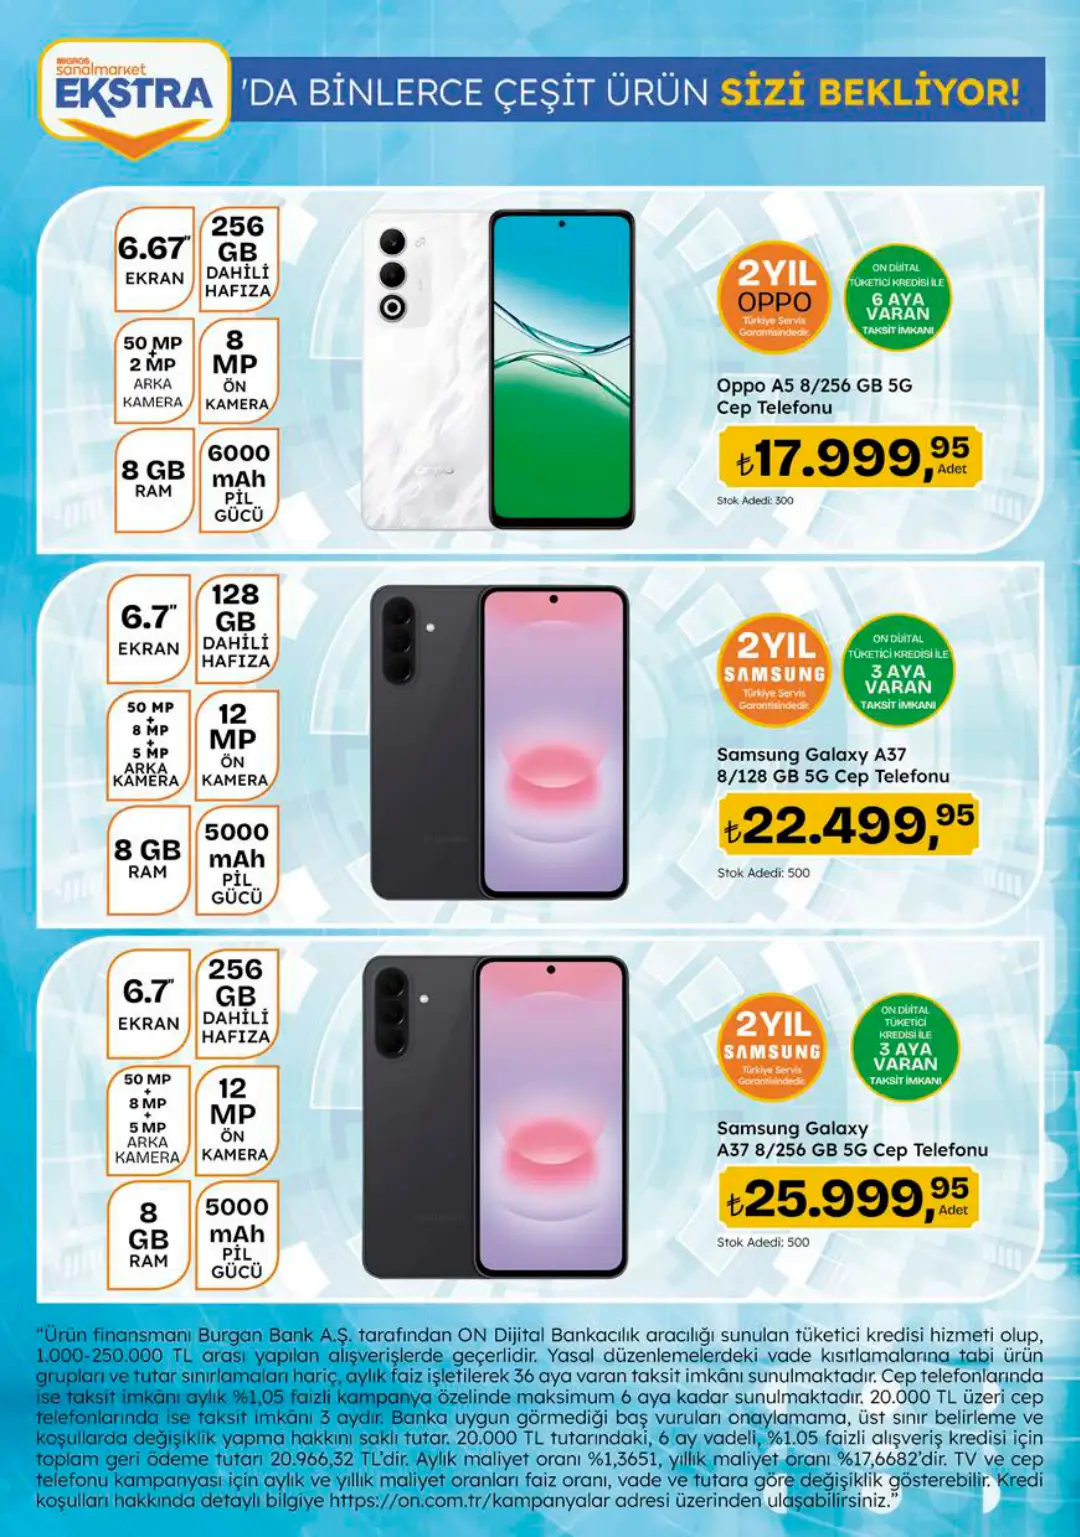 MİGROS
sanalmarket
EKSTRA
'DA BİNLERCE ÇEŞİT ÜRÜN SİZİ BEKLİYOR!
6.67"
EKRAN
256
GB
DAHİLİ
HAFIZA
50 MP
+
2 MP
ARKA
KAMERA
8
MP
ÖN
KAMERA
8 GB
RAM
6000
mAh
PİL
GÜCÜ
2 YIL
OPPO
Türkiye Servis
Garantisindedir.
ON DİJİTAL
TÜKETİCİ KREDİSİ İLE
6 AYA
VARAN
TAKSİT İMKANI
Oppo A5 8/256 GB 5G
Cep Telefonu
₺17.999,95
Adet
Stok Adedi: 300
6.7"
EKRAN
128
GB
DAHİLİ
HAFIZA
50 MP
+
8 MP
+
5 MP
ARKA
KAMERA
12
MP
ÖN
KAMERA
8 GB
RAM
5000
mAh
PİL
GÜCÜ
2 YIL
SAMSUNG
Türkiye Servis
Garantisindedir.
ON DİJİTAL
TÜKETİCİ KREDİSİ İLE
3 AYA
VARAN
TAKSİT İMKANI
Samsung Galaxy A37
8/128 GB 5G Cep Telefonu
₺22.499,95
Stok Adedi: 500
6.7"
EKRAN
256
GB
DAHİLİ
HAFIZA
50 MP
+
8 MP
+
5 MP
ARKA
KAMERA
12
MP
ÖN
KAMERA
8
GB
RAM
5000
mAh
PİL
GÜCÜ
2 YIL
SAMSUNG
Türkiye Servis
Garantisindedir.
ON DİJİTAL
TÜKETİCİ
KREDİSİ İLE
3 AYA
VARAN
TAKSİT İMKANI
Samsung Galaxy
A37 8/256 GB 5G Cep Telefonu
₺25.999,95
Adet
Stok Adedi: 500
"Ürün finansmanı Burgan Bank A.Ş. tarafından ON Dijital Bankacılık aracılığı sunulan tüketici kredisi hizmeti olup,
1.000-250.000 TL arası yapılan alışverişlerde geçerlidir. Yasal düzenlemelerdeki vade kısıtlamalarına tabi ürün
grupları ve tutar sınırlamaları hariç, aylık faiz işletilerek 36 aya varan taksit imkânı sunulmaktadır. Cep telefonlarında
ise taksit imkânı aylık %1,05 faizli kampanya özelinde maksimum 6 aya kadar sunulmaktadır. 20.000 TL üzeri cep
telefonlarında ise taksit imkânı 3 aydır. Banka uygun görmediği baş vuruları onaylamama, üst sınır belirleme ve
koşullarda değişiklik yapma hakkını saklı tutar. 20.000 TL tutarındaki, 6 ay vadeli, %1.05 faizli alışveriş kredisi için
toplam geri ödeme tutarı 20.966,32 TL'dir. Aylık maliyet oranı %1,3651, yıllık maliyet oranı %17,6682'dir. TV ve cep
telefonu kampanyası için aylık ve yıllık maliyet oranları faiz oranı, vade ve tutara göre değişiklik gösterebilir. Kredi
koşulları hakkında detaylı bilgiye https://on.com.tr/kampanyalar adresi üzerinden ulaşabilirsiniz."